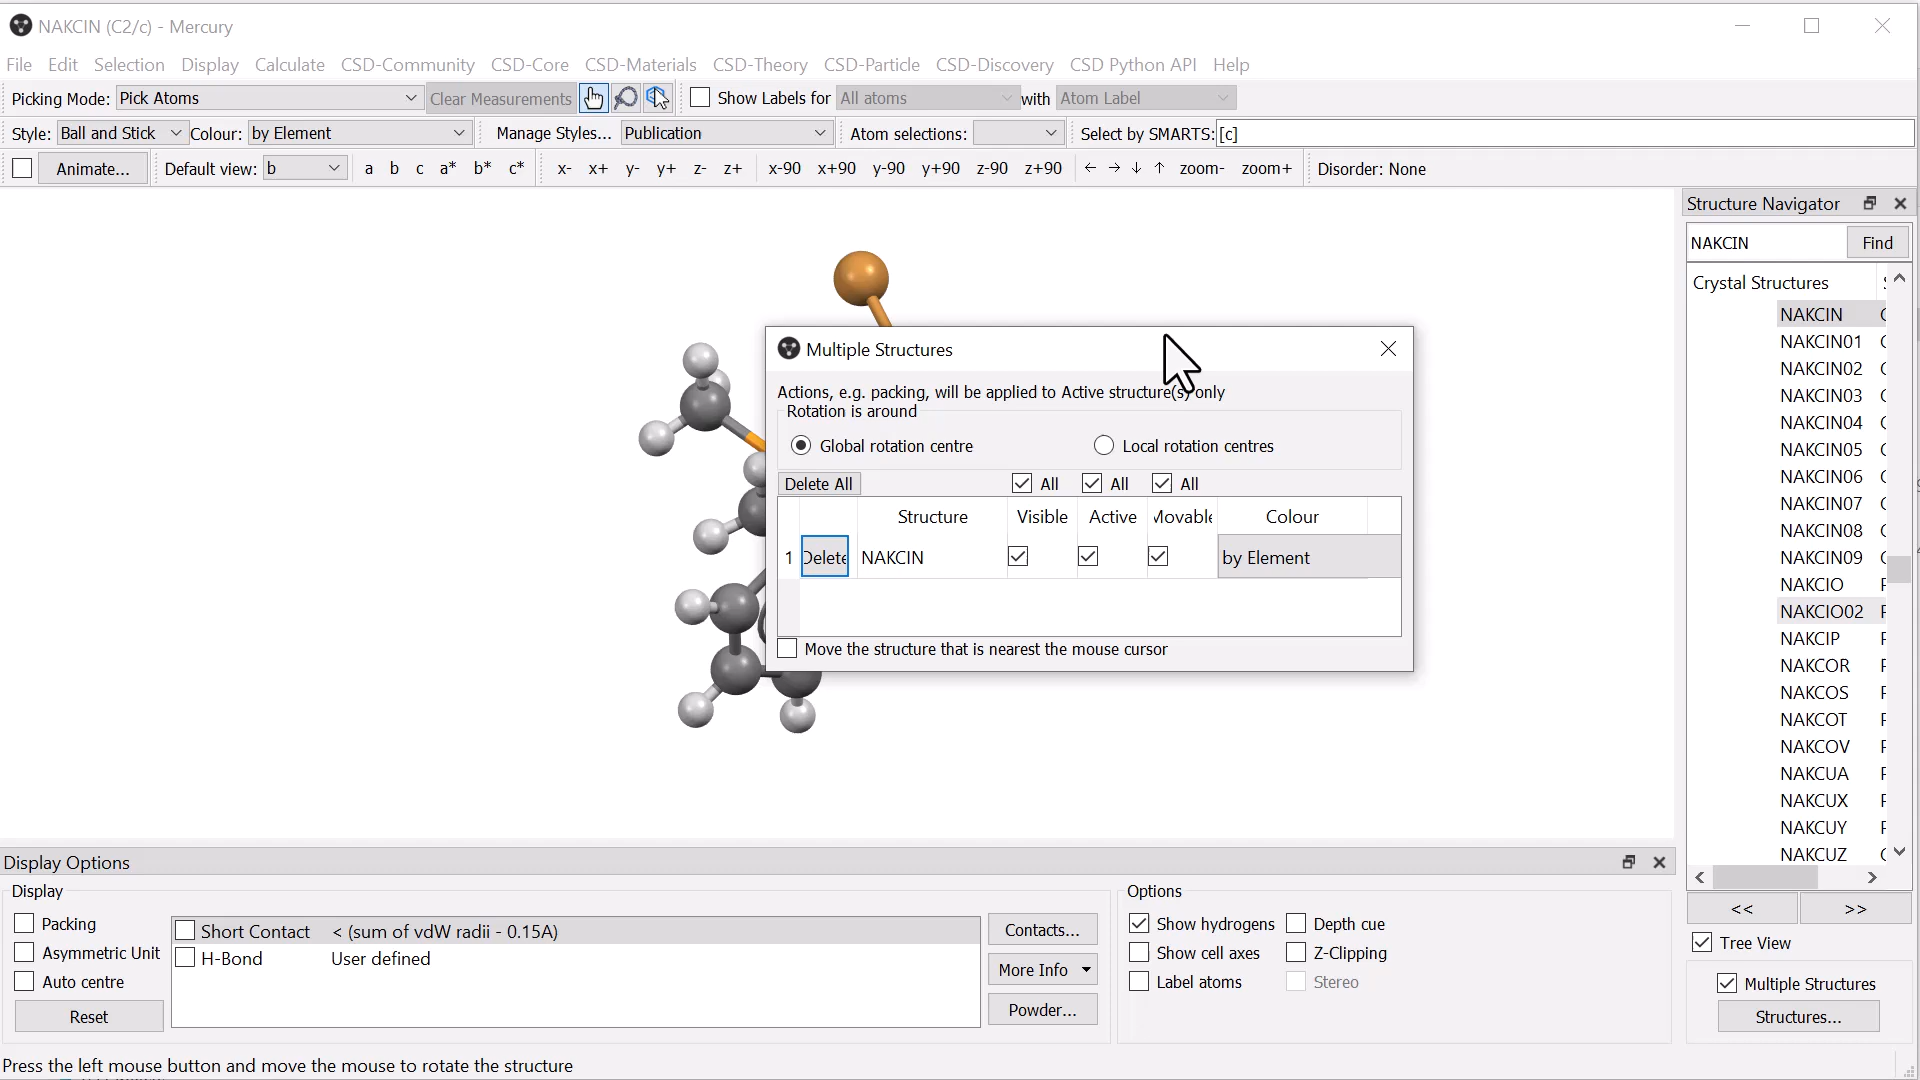 NAKCIN (C2/c) - Mercury
File Edit Selection Display Calculate CSD-Community CSD-Core CSD-Materials CSD-Theory CSD-Particle CSD-Discovery CSD Python API Help
Picking Mode: Pick Atoms Clear Measurements Show Labels for All atoms with Atom Label
Style: Ball and Stick Colour: by Element Manage Styles... Publication Atom selections: Select by SMARTS: [c]
Animate... Default view: b a b c a* b* c* x- x+ y- y+ z- z+ x-90 x+90 y-90 y+90 z-90 z+90 ← → ↓ ↑ zoom- zoom+ Disorder: None
Structure Navigator
NAKCIN Find
Crystal Structures
NAKCIN
NAKCIN01
NAKCIN02
NAKCIN03
NAKCIN04
NAKCIN05
NAKCIN06
NAKCIN07
NAKCIN08
NAKCIN09
NAKCIO
NAKCIO02
NAKCIP
NAKCOR
NAKCOS
NAKCOT
NAKCOV
NAKCUA
NAKCUX
NAKCUY
NAKCUZ
<< >>
Tree View
Multiple Structures
Structures...
Multiple Structures
Actions, e.g. packing, will be applied to Active structure(s) only
Rotation is around
Global rotation centre Local rotation centres
Delete All All All All
Structure Visible Active Movable Colour
1 Delete NAKCIN by Element
Move the structure that is nearest the mouse cursor
Display Options
Display
Packing
Asymmetric Unit
Auto centre
Reset
Short Contact < (sum of vdW radii - 0.15A)
H-Bond User defined
Contacts...
More Info
Powder...
Options
Show hydrogens Depth cue
Show cell axes Z-Clipping
Label atoms Stereo
Press the left mouse button and move the mouse to rotate the structure